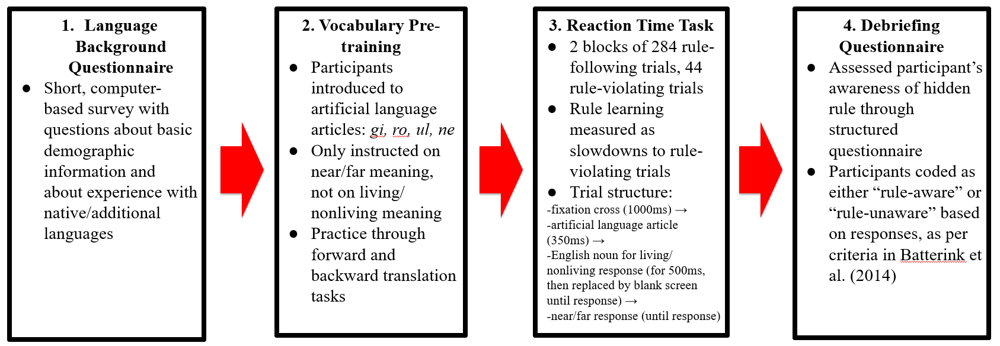 1. Language
Background
Questionnaire
● Short, computer-
based survey with
questions about basic
demographic
information and
about experience with
native/additional
languages
2. Vocabulary Pre-
training
● Participants
introduced to
artificial language
articles: gi, ro, ul, ne
● Only instructed on
near/far meaning,
not on living/
nonliving meaning
● Practice through
forward and
backward translation
tasks
3. Reaction Time Task
● 2 blocks of 284 rule-
following trials, 44
rule-violating trials
● Rule learning
measured as
slowdowns to rule-
violating trials
● Trial structure:
-fixation cross (1000ms) →
-artificial language article
(350ms) →
-English noun for living/
nonliving response (for 500ms,
then replaced by blank screen
until response) →
-near/far response (until response)
4. Debriefing
Questionnaire
● Assessed participant’s
awareness of hidden
rule through
structured
questionnaire
● Participants coded as
either “rule-aware” or
“rule-unaware” based
on responses, as per
criteria in Batterink et
al. (2014)